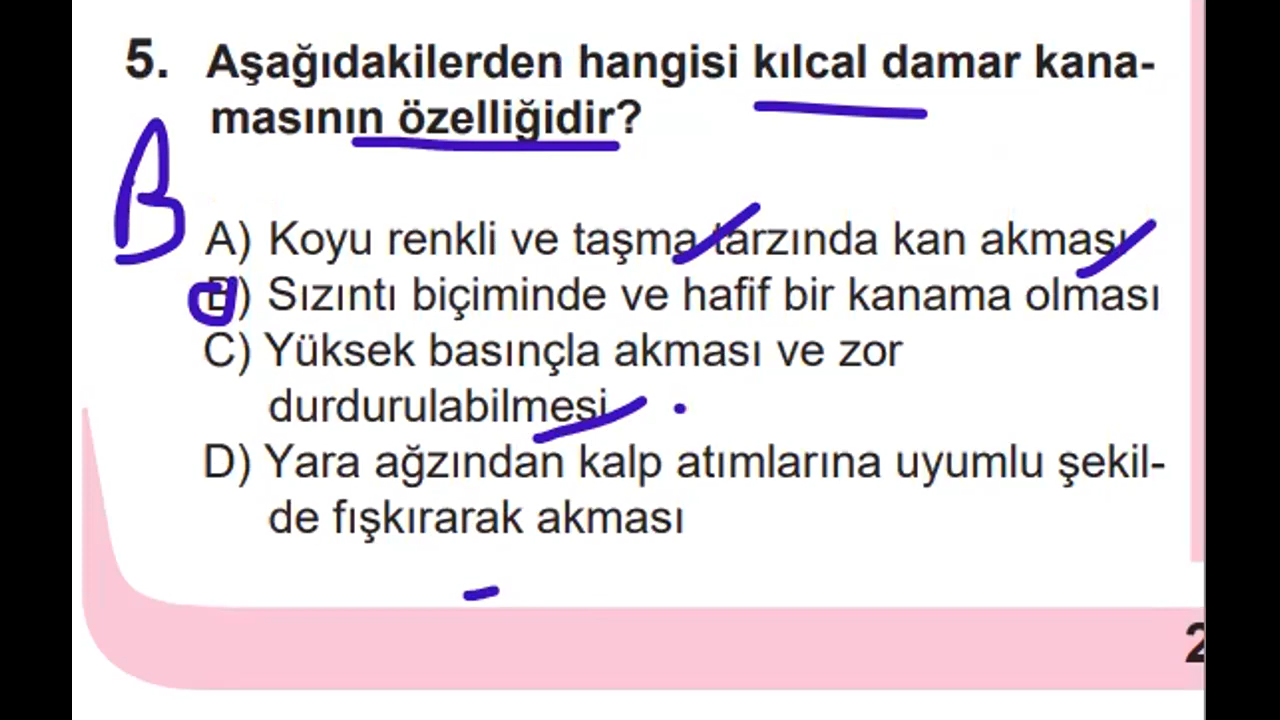 5. Aşağıdakilerden hangisi kılcal damar kana-
masının özelliğidir?
B
A) Koyu renkli ve taşma tarzında kan akması
B) Sızıntı biçiminde ve hafif bir kanama olması
C) Yüksek basınçla akması ve zor
durdurulabilmesi
D) Yara ağzından kalp atımlarına uyumlu şekil-
de fışkırarak akması
2